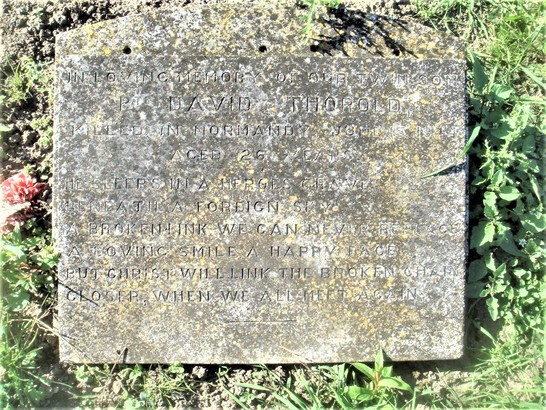 IN LOVING MEMORY OF OUR TWIN SON
DAVID THOROLD
KILLED IN NORMANDY
AGED 26 YEARS
HE SLEEPS IN A HEROES GRAVE
BENEATH A FOREIGN SKY
A BROKEN LINK WE CAN NEVER REPLACE
A LOVING SMILE A HAPPY FACE
BUT CHRIST WILL LINK THE BROKEN CHAIN
CLOSER, WHEN WE ALL MEET AGAIN